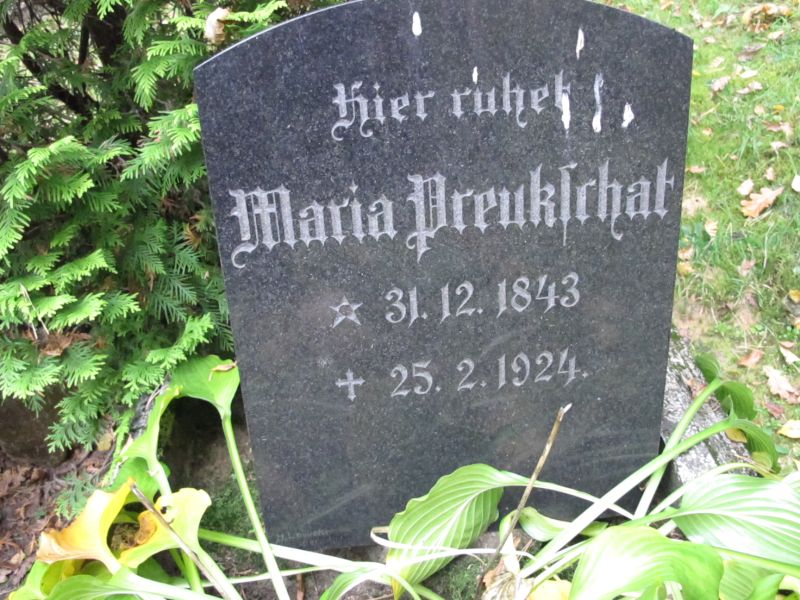 Hier ruhet
Maria Preukſchat
31. 12. 1843
25. 2. 1924.